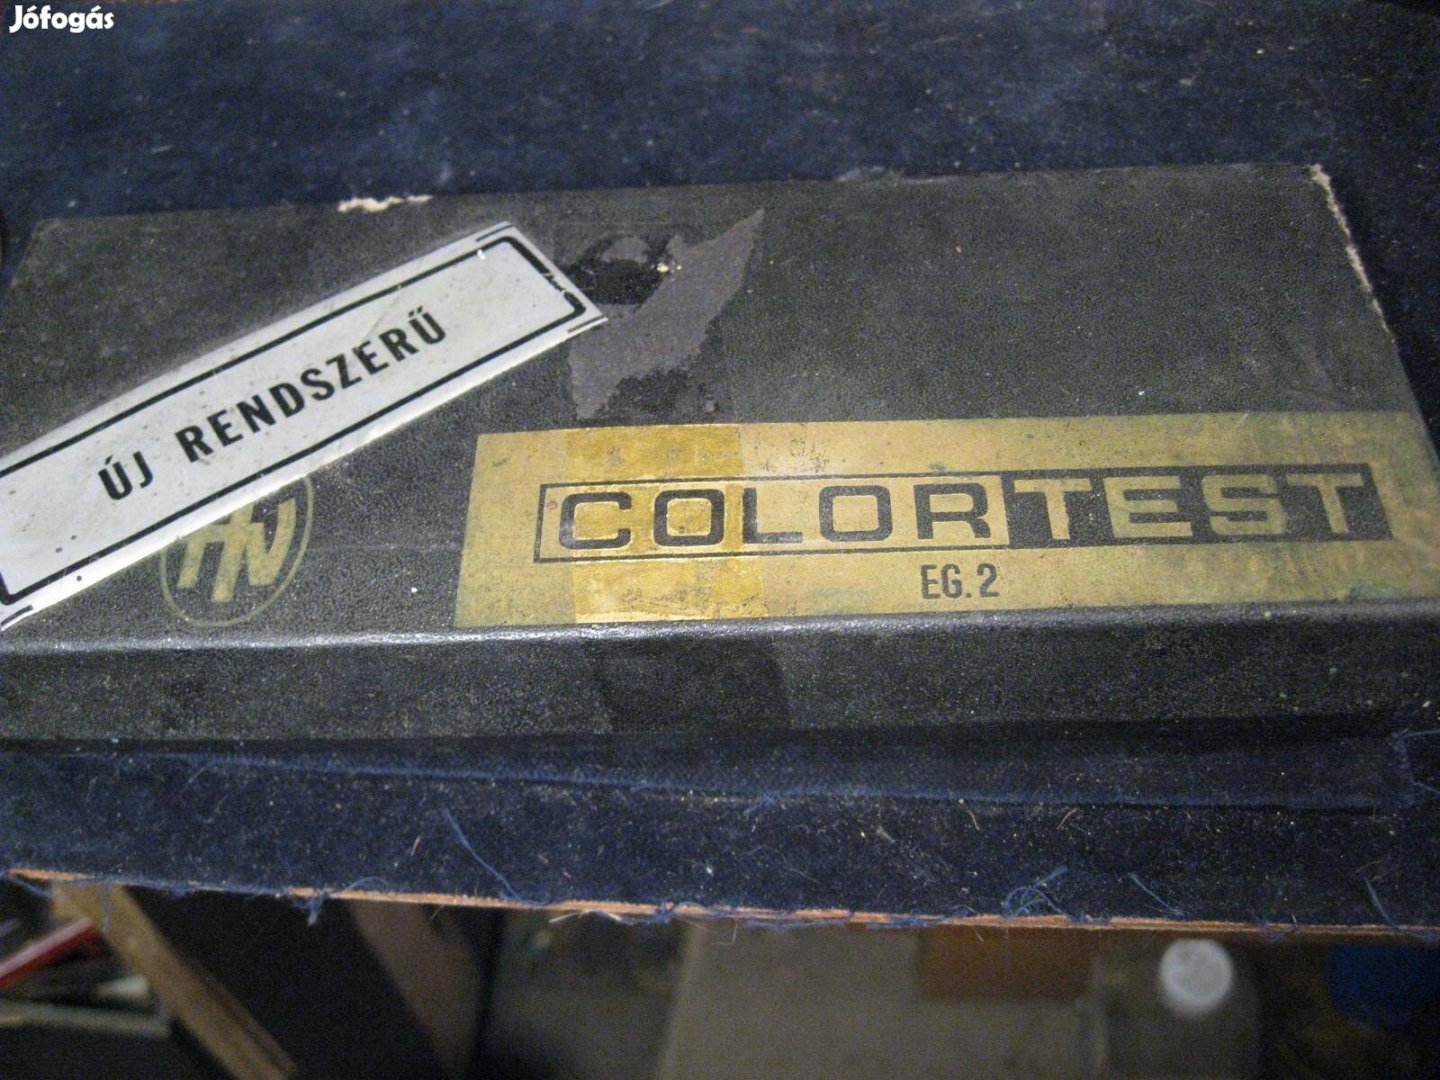 Jófogás
ÚJ RENDSZERŰ
COLORTEST
EG.2